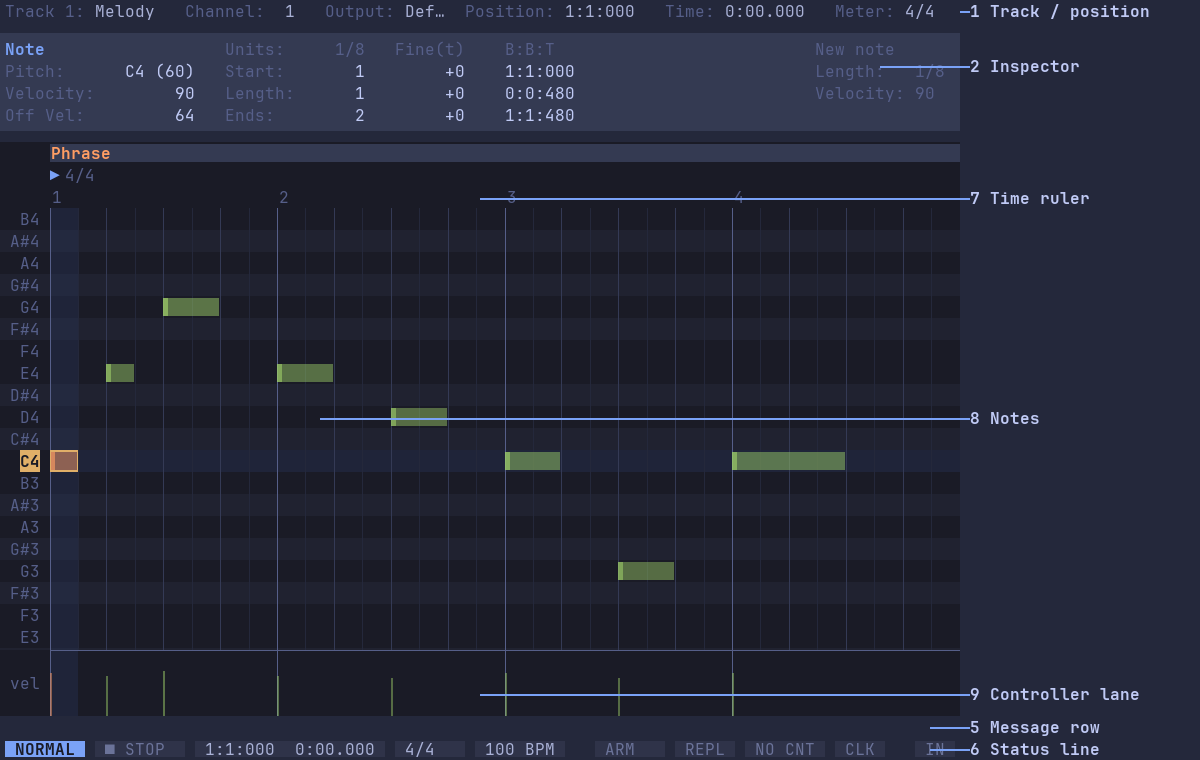 Track 1: Melody Channel: 1 Output: Def… Position: 1:1:000 Time: 0:00.000 Meter: 4/4 1 Track / position
Note Units: 1/8 Fine(t) B:B:T New note
Pitch: C4 (60) Start: 1 +0 1:1:000 Length: 1/8 2 Inspector
Velocity: 90 Length: 1 +0 0:0:480 Velocity: 90
Off Vel: 64 Ends: 2 +0 1:1:480
Phrase
▶ 4/4
1 2 3 4 7 Time ruler
B4
A#4
A4
G#4
G4
F#4
F4
E4
D#4
D4 8 Notes
C#4
C4
B3
A#3
A3
G#3
G3
F#3
F3
E3
vel 9 Controller lane
5 Message row
NORMAL ■ STOP 1:1:000 0:00.000 4/4 100 BPM ARM REPL NO CNT CLK IN 6 Status line